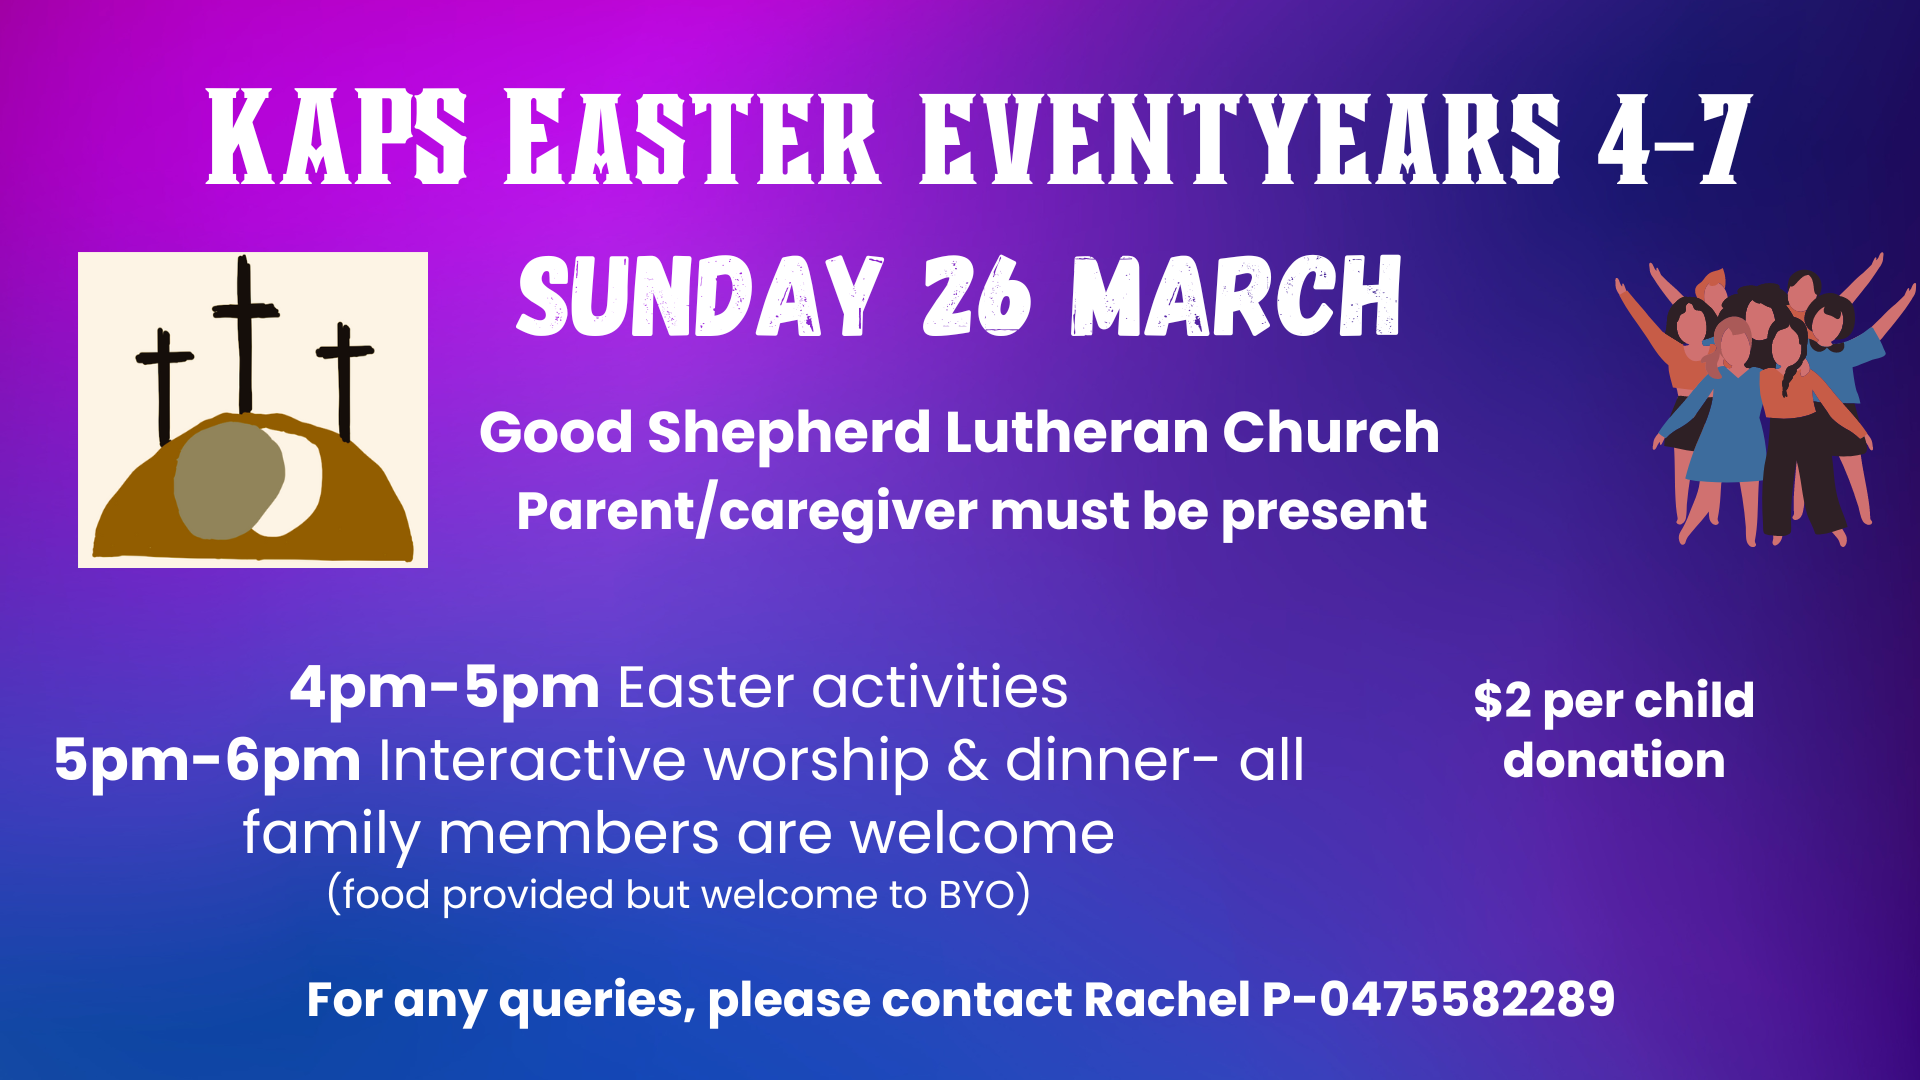 KAPS EASTER EVENTYEARS 4-7
SUNDAY 26 MARCH
Good Shepherd Lutheran Church
Parent/caregiver must be present
4pm-5pm Easter activities
5pm-6pm Interactive worship & dinner- all
family members are welcome
(food provided but welcome to BYO)
$2 per child
donation
For any queries, please contact Rachel P-0475582289